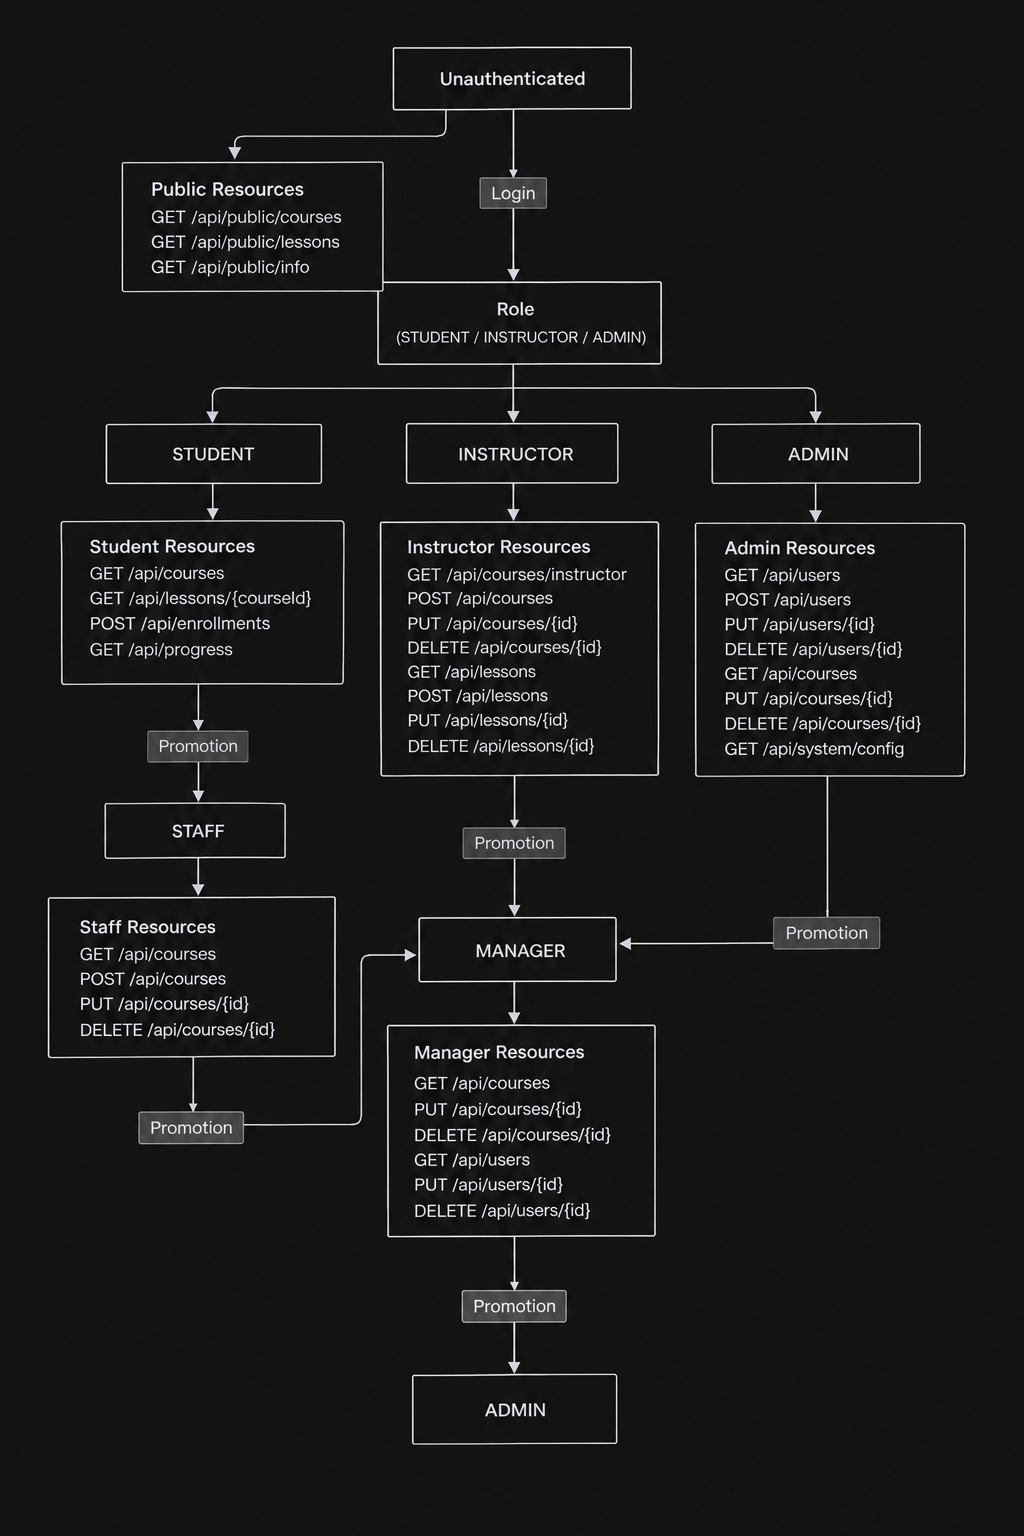 Unauthenticated
Login
Public Resources
GET /api/public/courses
GET /api/public/lessons
GET /api/public/info
Role
(STUDENT / INSTRUCTOR / ADMIN)
STUDENT
INSTRUCTOR
ADMIN
Student Resources
GET /api/courses
GET /api/lessons/{courseId}
POST /api/enrollments
GET /api/progress
Instructor Resources
GET /api/courses/instructor
POST /api/courses
PUT /api/courses/{id}
DELETE /api/courses/{id}
GET /api/lessons
POST /api/lessons
PUT /api/lessons/{id}
DELETE /api/lessons/{id}
Admin Resources
GET /api/users
POST /api/users
PUT /api/users/{id}
DELETE /api/users/{id}
GET /api/courses
PUT /api/courses/{id}
DELETE /api/courses/{id}
GET /api/system/config
Promotion
STAFF
Promotion
Staff Resources
GET /api/courses
POST /api/courses
PUT /api/courses/{id}
DELETE /api/courses/{id}
MANAGER
Promotion
Manager Resources
GET /api/courses
PUT /api/courses/{id}
DELETE /api/courses/{id}
GET /api/users
PUT /api/users/{id}
DELETE /api/users/{id}
Promotion
Promotion
ADMIN